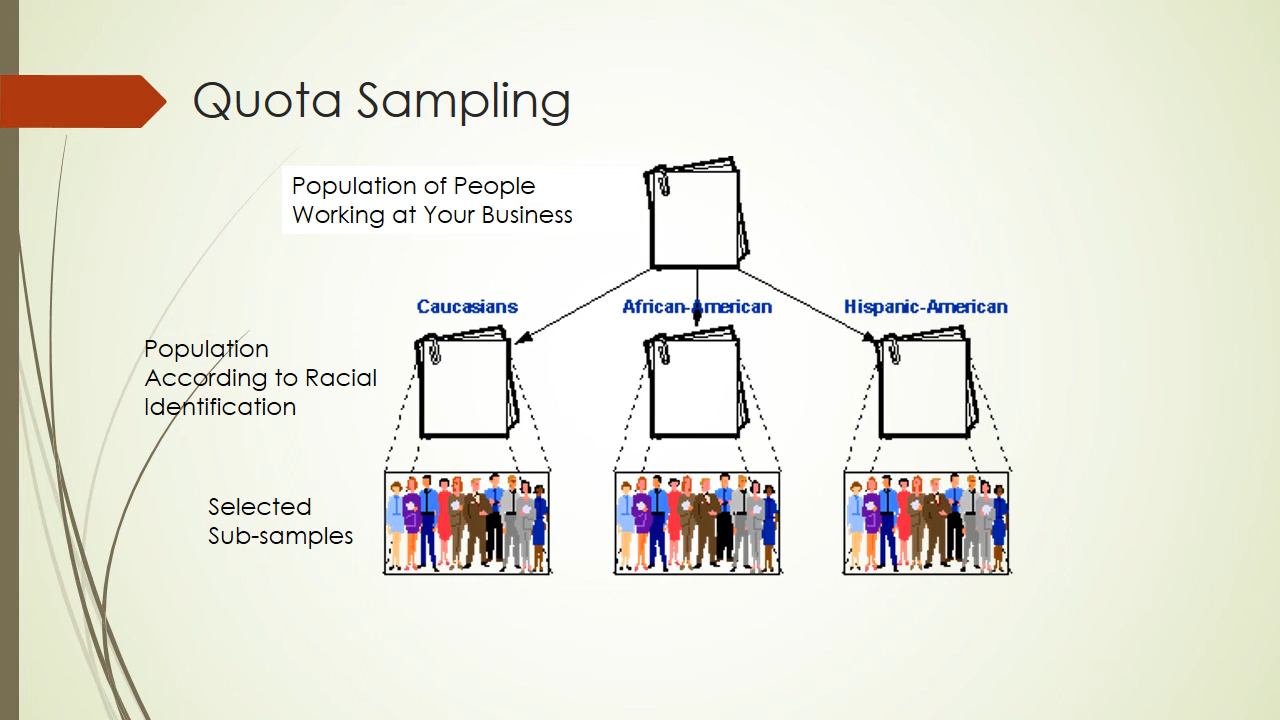 Quota Sampling
Population of People
Working at Your Business
Caucasians
African-American
Hispanic-American
Population
According to Racial
Identification
Selected
Sub-samples